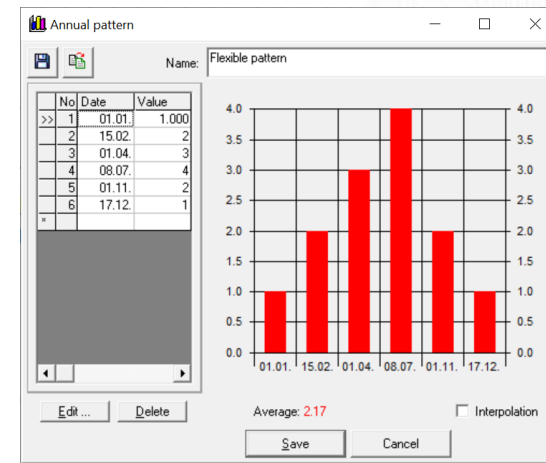 Annual pattern
Name: Flexible pattern
No Date Value
>> 1 01.01. 1.000
2 15.02. 2
3 01.04. 3
4 08.07. 4
5 01.11. 2
6 17.12. 1
*
4.0 4.0
3.5 3.5
3.0 3.0
2.5 2.5
2.0 2.0
1.5 1.5
1.0 1.0
0.5 0.5
0.0 0.0
01.01. 15.02. 01.04. 08.07. 01.11. 17.12.
Edit ... Delete Average: 2.17 Interpolation
Save Cancel